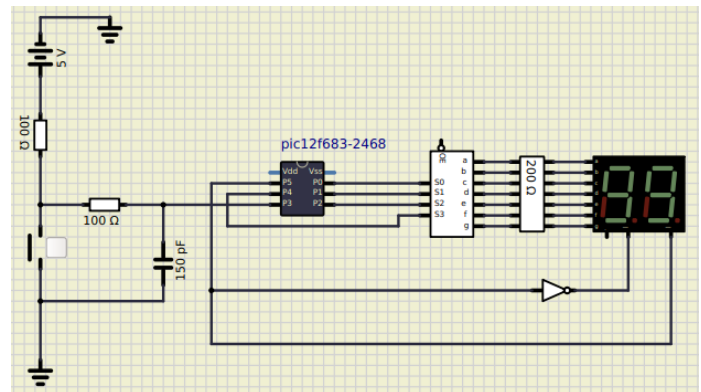 5 V
100 Ω
pic12f683-2468
Vdd Vss
P5 P0
P4 P1
P3 P2
OE
a
b
S0 c
S1 d
S2 e
S3 f
g
200 Ω
100 Ω
150 pF